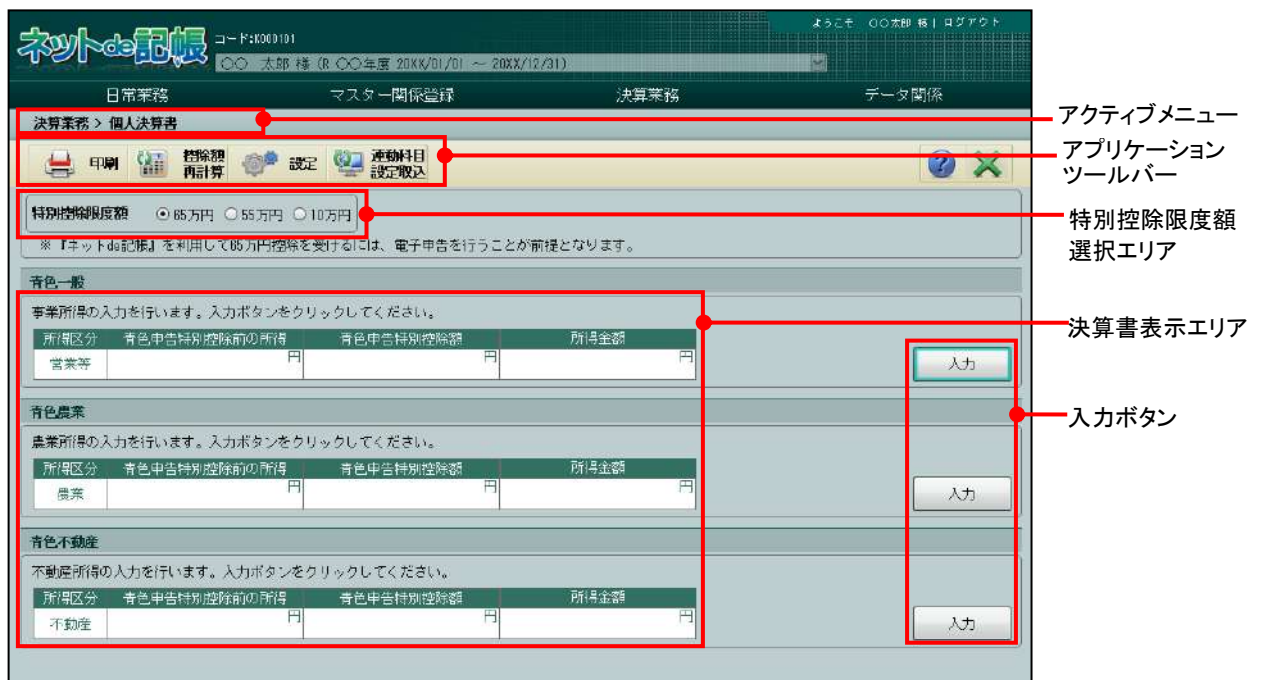 ようこそ 〇〇太郎 様 | ログアウト
ネットde記帳
コード:K000101
〇〇 太郎 様 (R 〇〇年度 20XX/01/01 ～ 20XX/12/31)
日常業務 マスター関係登録 決算業務 データ関係
決算業務 > 個人決算書
アクティブメニュー
印刷
控除額
再計算
設定
連動科目
設定取込
アプリケーション
ツールバー
特別控除限度額 65万円 55万円 10万円
特別控除限度額
選択エリア
※『ネットde記帳』を利用して65万円控除を受けるには、電子申告を行うことが前提となります。
青色一般
事業所得の入力を行います。入力ボタンをクリックしてください。
所得区分 青色申告特別控除前の所得 青色申告特別控除額 所得金額
営業等 円 円 円
入力
決算書表示エリア
入力ボタン
青色農業
農業所得の入力を行います。入力ボタンをクリックしてください。
所得区分 青色申告特別控除前の所得 青色申告特別控除額 所得金額
農業 円 円 円
入力
青色不動産
不動産所得の入力を行います。入力ボタンをクリックしてください。
所得区分 青色申告特別控除前の所得 青色申告特別控除額 所得金額
不動産 円 円 円
入力